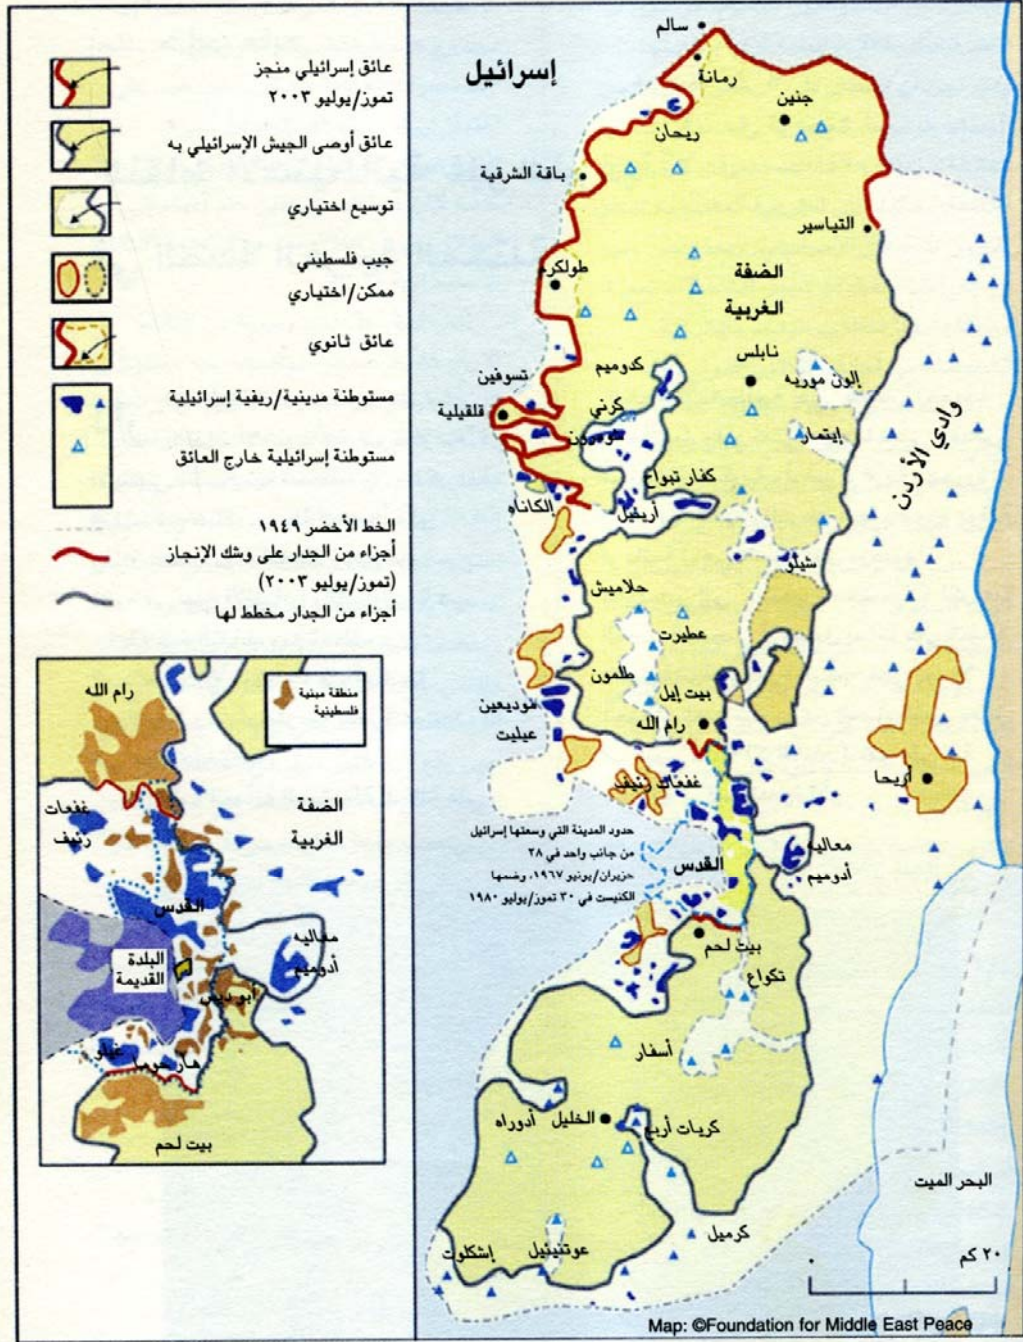 عائق إسرائيلي منجز
تموز/يوليو ٢٠٠٣
عائق أوصى الجيش الإسرائيلي به
توسيع اختياري
جيب فلسطيني
ممكن/اختياري
عائق ثانوي
مستوطنة مدينية/ريفية إسرائيلية
مستوطنة إسرائيلية خارج العائق
الخط الأخضر ١٩٤٩
أجزاء من الجدار على وشك الإنجاز
(تموز/يوليو ٢٠٠٣)
أجزاء من الجدار مخطط لها
إسرائيل
سالم
رمانة
جنين
ريحان
باقة الشرقية
التياسير
طولكرم
الضفة
الغربية
نابلس
كدوميم
إلون موريه
تسوفين
قلقيلية
كرني
شومرون
إيتمار
وادي الأردن
كفار تبواح
إلكاناه
أريئيل
شيلو
حلاميش
عطيرت
طلمون
بيت إيل
موديعين
عيليت
رام الله
غفعات زئيف
أريحا
حدود المدينة التي وسعتها إسرائيل
من جانب واحد في ٢٨
حزيران/يونيو ١٩٦٧، وضمها
الكنيست في ٣٠ تموز/يوليو ١٩٨٠
القدس
معاليه
أدوميم
بيت لحم
تكواع
أسفار
أدوراه
الخليل
كريات أربع
البحر الميت
كرميل
عوتنيئيل
إشكلوت
٢٠ كم
Map: ©Foundation for Middle East Peace
منطقة مبنية
فلسطينية
رام الله
غفعات
زئيف
الضفة
الغربية
القدس
البلدة
القديمة
معاليه
أدوميم
أبو ديس
غيلو
هار حوما
بيت لحم